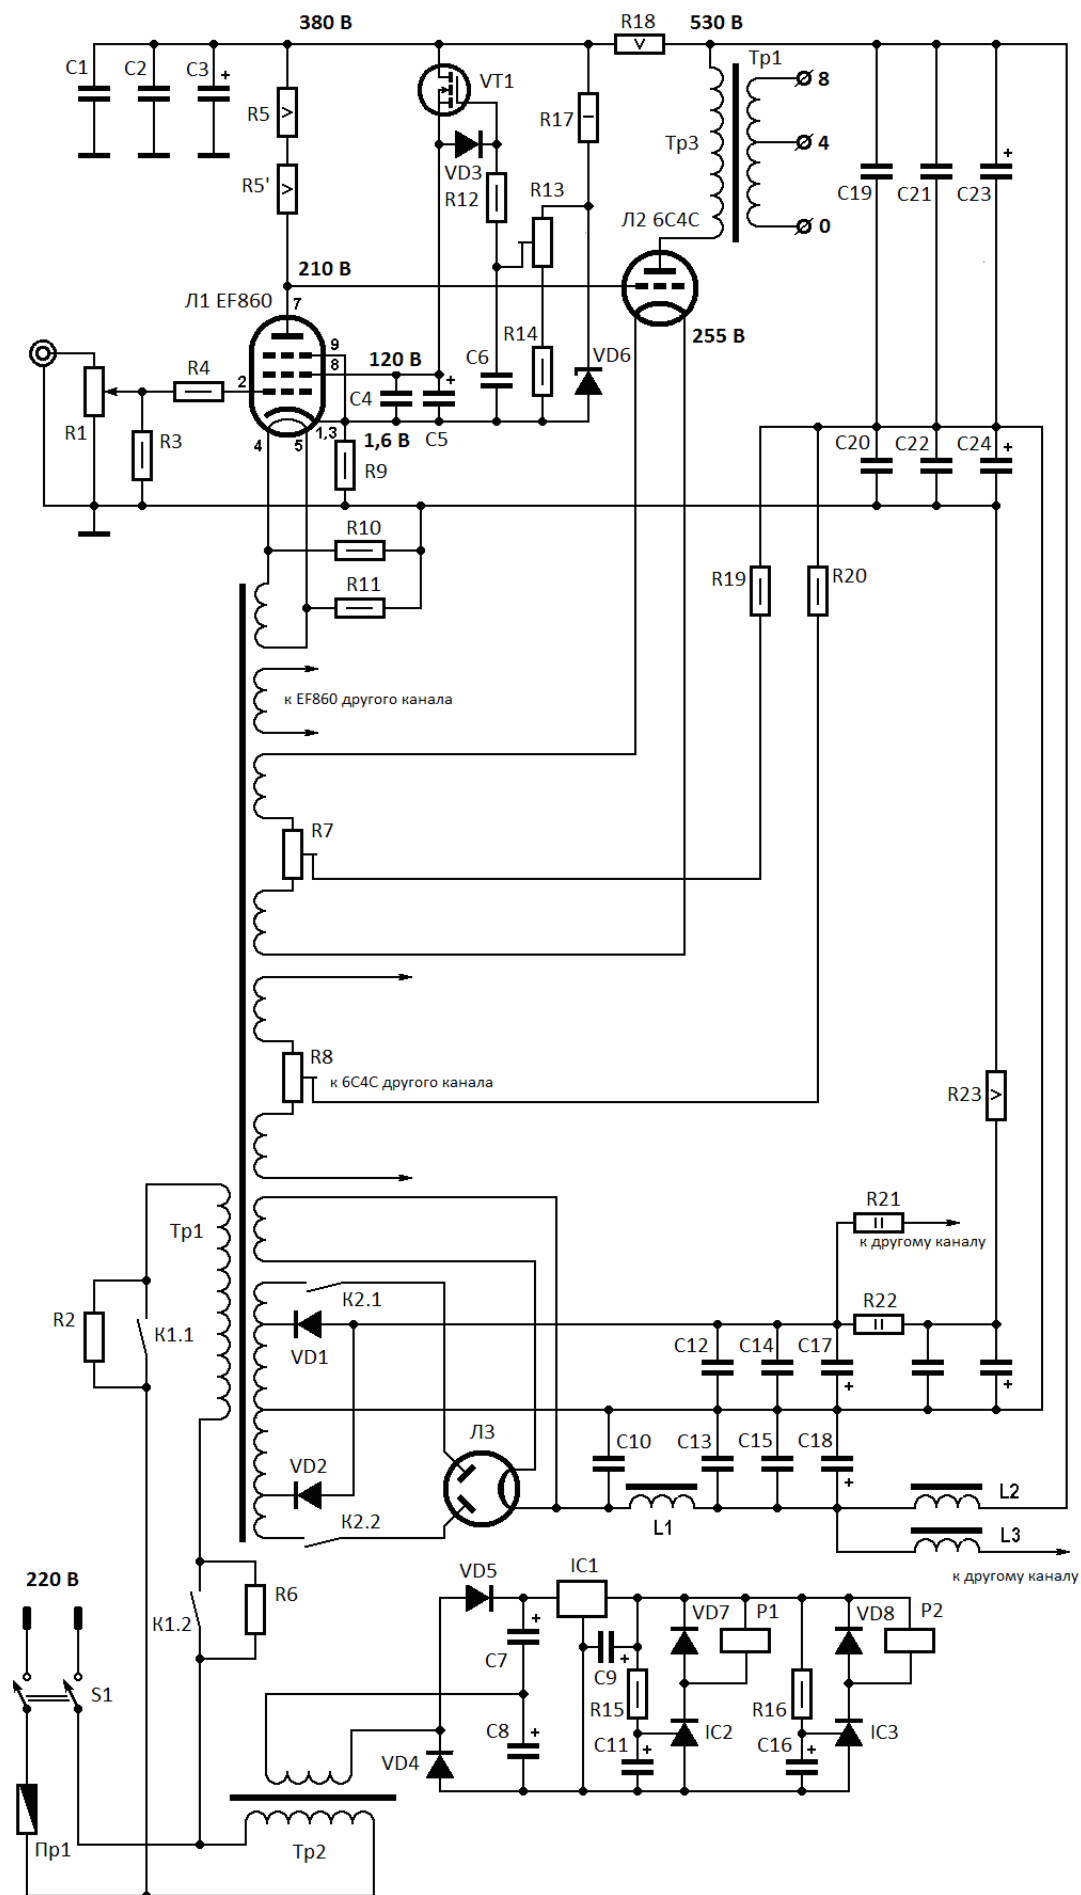 380 В
R18
530 В
C1
C2
C3
+
R5
VT1
R17
Тр1
8
Тр3
4
C19
C21
C23
+
R5'
VD3
R12
R13
Л2 6С4С
0
210 В
Л1 EF860
7
255 В
9
8
120 В
R14
VD6
R4
2
C4
+
C6
R1
R3
4
5
1,3
1,6 В
C5
R9
C20
C22
C24
+
R10
R11
R19
R20
к EF860 другого канала
R7
R8
к 6С4С другого канала
R23
Тр1
R21
к другому каналу
R2
К1.1
К2.1
VD1
R22
C12
C14
C17
+
+
Л3
C10
C13
C15
C18
+
VD2
К2.2
L1
L2
L3
к другому каналу
220 В
К1.2
R6
VD5
IC1
VD7
P1
VD8
P2
+
C7
C9
+
S1
R15
IC2
R16
IC3
C8
+
VD4
C11
+
C16
+
Пр1
Тр2